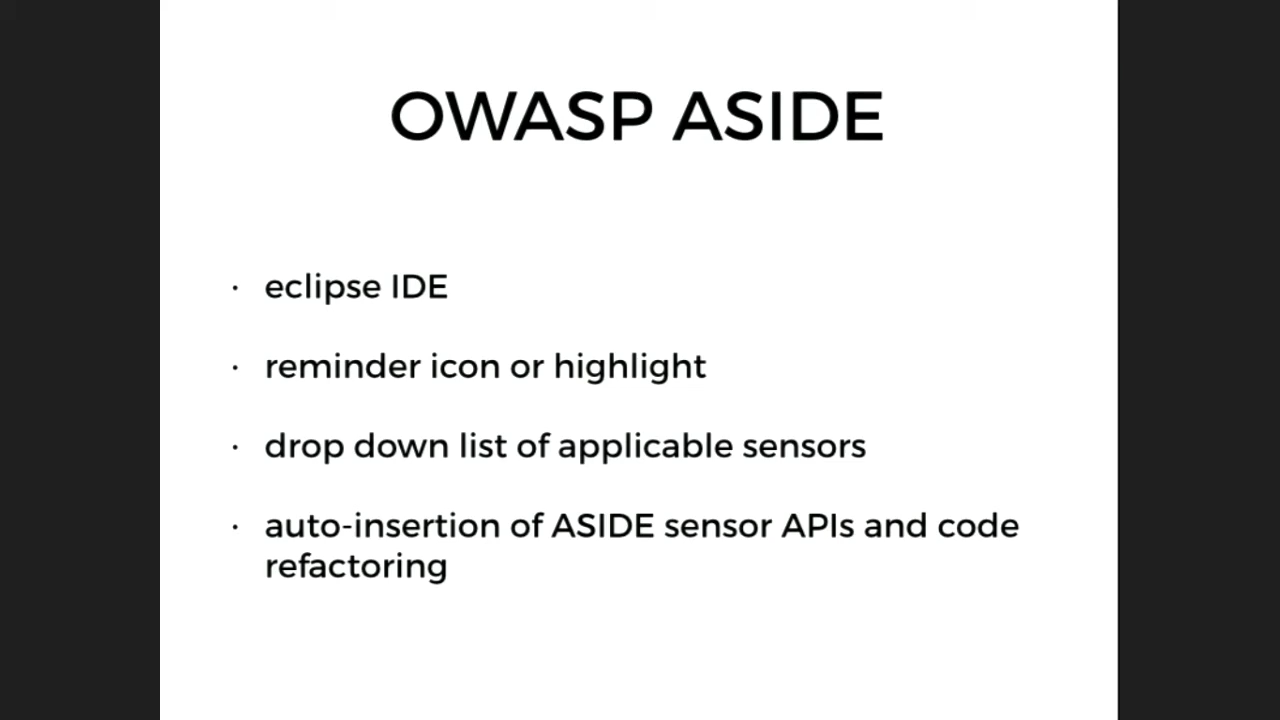 OWASP ASIDE
· eclipse IDE
· reminder icon or highlight
· drop down list of applicable sensors
· auto-insertion of ASIDE sensor APIs and code
refactoring